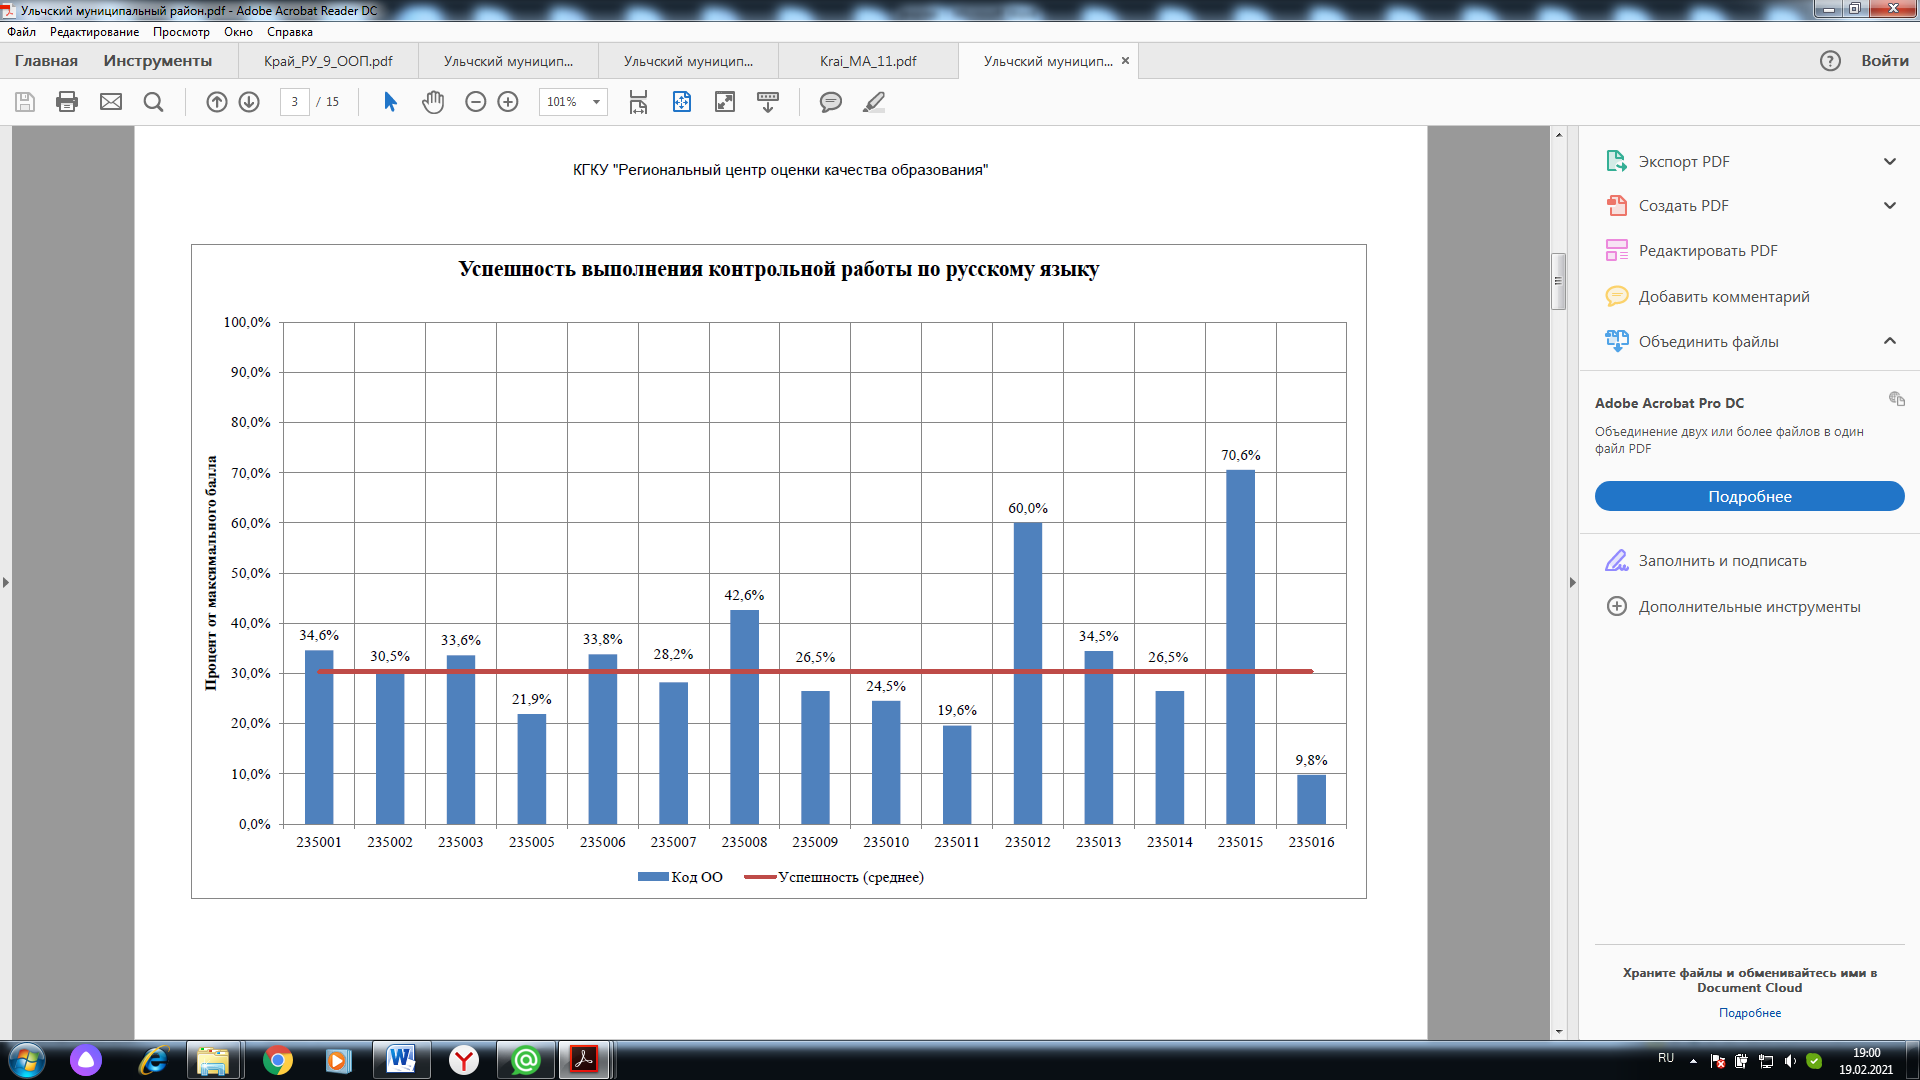 Ульчский муниципальный район.pdf - Adobe Acrobat Reader DC
Файл Редактирование Просмотр Окно Справка
Главная Инструменты Край_РУ_9_ООП.pdf Ульчский муницип... Ульчский муницип... Krai_MA_11.pdf Ульчский муницип... × Войти
3 / 15 101%
КГКУ "Региональный центр оценки качества образования"
Успешность выполнения контрольной работы по русскому языку
Процент от максимального балла
100,0%
90,0%
80,0%
70,0%
60,0%
50,0%
40,0%
30,0%
20,0%
10,0%
0,0%
34,6% 30,5% 33,6% 21,9% 33,8% 28,2% 42,6% 26,5% 24,5% 19,6% 60,0% 34,5% 26,5% 70,6% 9,8%
235001 235002 235003 235005 235006 235007 235008 235009 235010 235011 235012 235013 235014 235015 235016
Код ОО Успешность (среднее)
Экспорт PDF
Создать PDF
Редактировать PDF
Добавить комментарий
Объединить файлы
Adobe Acrobat Pro DC
Объединение двух или более файлов в один
файл PDF
Подробнее
Заполнить и подписать
Дополнительные инструменты
Храните файлы и обменивайтесь ими в
Document Cloud
Подробнее
RU 19:00
19.02.2021